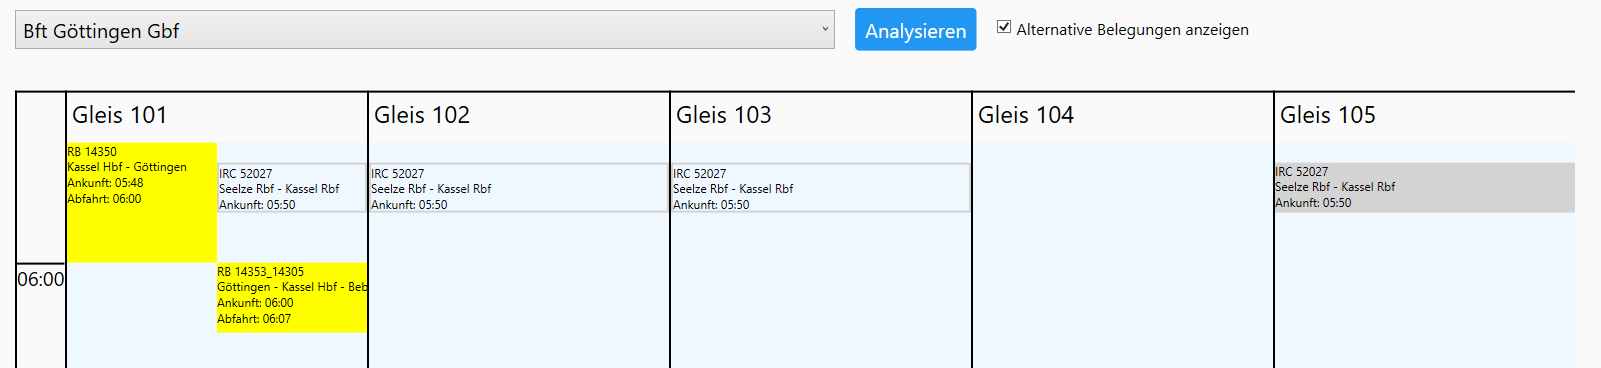 Bft Göttingen Gbf
Analysieren
Alternative Belegungen anzeigen
Gleis 101
Gleis 102
Gleis 103
Gleis 104
Gleis 105
RB 14350
Kassel Hbf - Göttingen
Ankunft: 05:48
Abfahrt: 06:00
IRC 52027
Seelze Rbf - Kassel Rbf
Ankunft: 05:50
IRC 52027
Seelze Rbf - Kassel Rbf
Ankunft: 05:50
IRC 52027
Seelze Rbf - Kassel Rbf
Ankunft: 05:50
IRC 52027
Seelze Rbf - Kassel Rbf
Ankunft: 05:50
06:00
RB 14353_14305
Göttingen - Kassel Hbf - Beb
Ankunft: 06:00
Abfahrt: 06:07